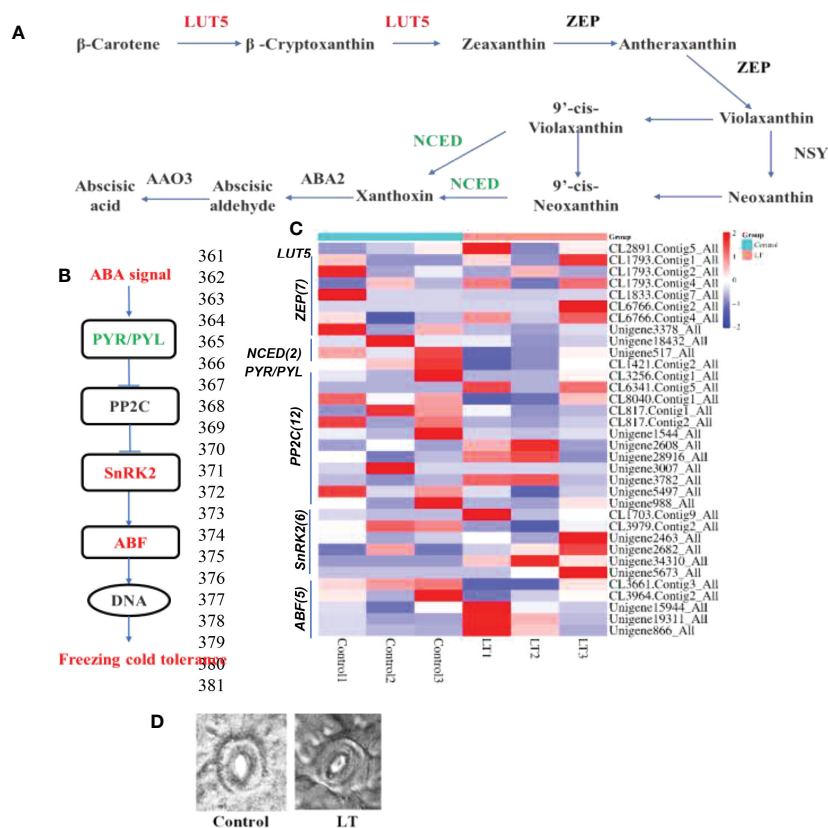 A
LUT5 LUT5 ZEP
β-Carotene β -Cryptoxanthin Zeaxanthin Antheraxanthin
ZEP
9'-cis-
Violaxanthin
Violaxanthin
NCED
NSY
AAO3 ABA2 NCED
Abscisic
acid
Abscisic
aldehyde
Xanthoxin
9'-cis-
Neoxanthin
Neoxanthin
B
ABA signal
PYR/PYL
PP2C
SnRK2
ABF
DNA
Freezing cold tolerance
361
362
363
364
365
366
367
368
369
370
371
372
373
374
375
376
377
378
379
380
381
C
LUT5
ZEP(7)
NCED(2)
PYR/PYL
PP2C(12)
SnRK2(6)
ABF(5)
Group
CL2891.Contig5_All
CL1793.Contig1_All
CL1793.Contig2_All
CL1793.Contig4_All
CL1833.Contig7_All
CL6766.Contig2_All
CL6766.Contig4_All
Unigene3378_All
Unigene18432_All
Unigene517_All
CL1421.Contig2_All
CL3256.Contig1_All
CL6341.Contig5_All
CL8040.Contig1_All
CL817.Contig1_All
CL817.Contig2_All
Unigene1544_All
Unigene2608_All
Unigene28916_All
Unigene3007_All
Unigene3782_All
Unigene5497_All
Unigene988_All
CL1703.Contig9_All
CL3979.Contig2_All
Unigene2463_All
Unigene2682_All
Unigene34310_All
Unigene5673_All
CL3661.Contig3_All
CL3964.Contig2_All
Unigene15944_All
Unigene19311_All
Unigene866_All
Control1 Control2 Control3 LT1 LT2 LT3
2
1
0
−1
−2
Group
Control
LT
D
Control LT